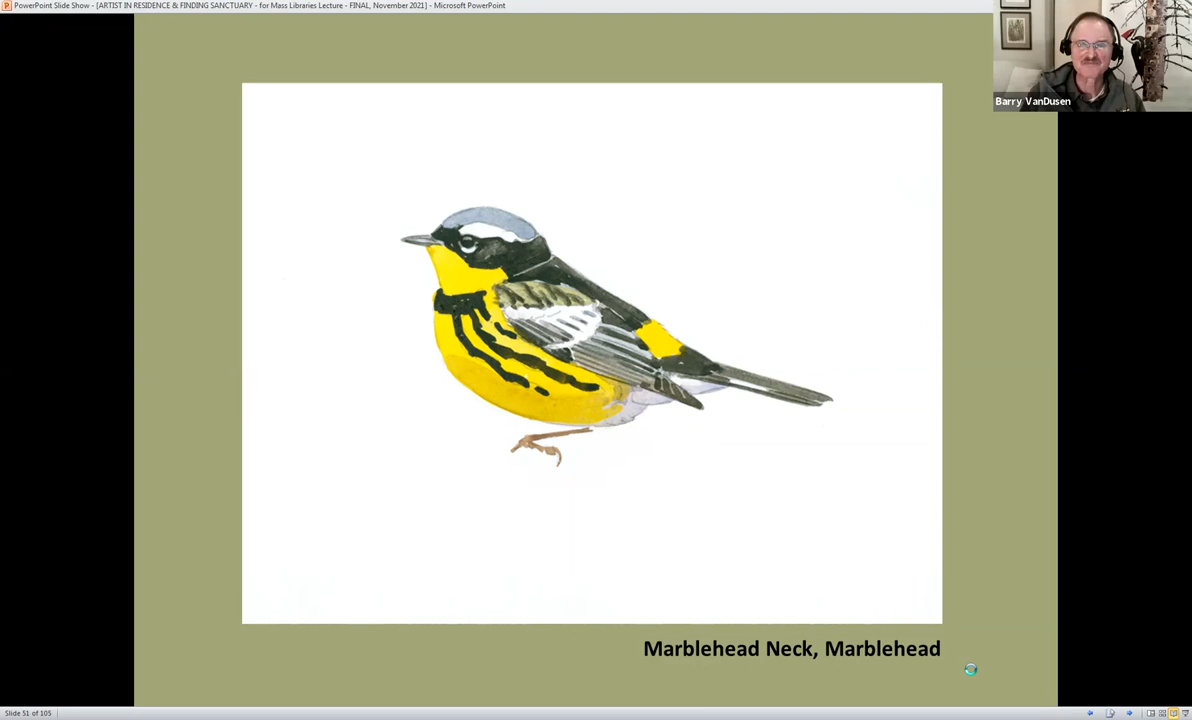 PowerPoint Slide Show - [ARTIST IN RESIDENCE & FINDING SANCTUARY - for Mass Libraries Lecture - FINAL, November 2021] - Microsoft PowerPoint
Barry VanDusen
Marblehead Neck, Marblehead
Slide 51 of 105